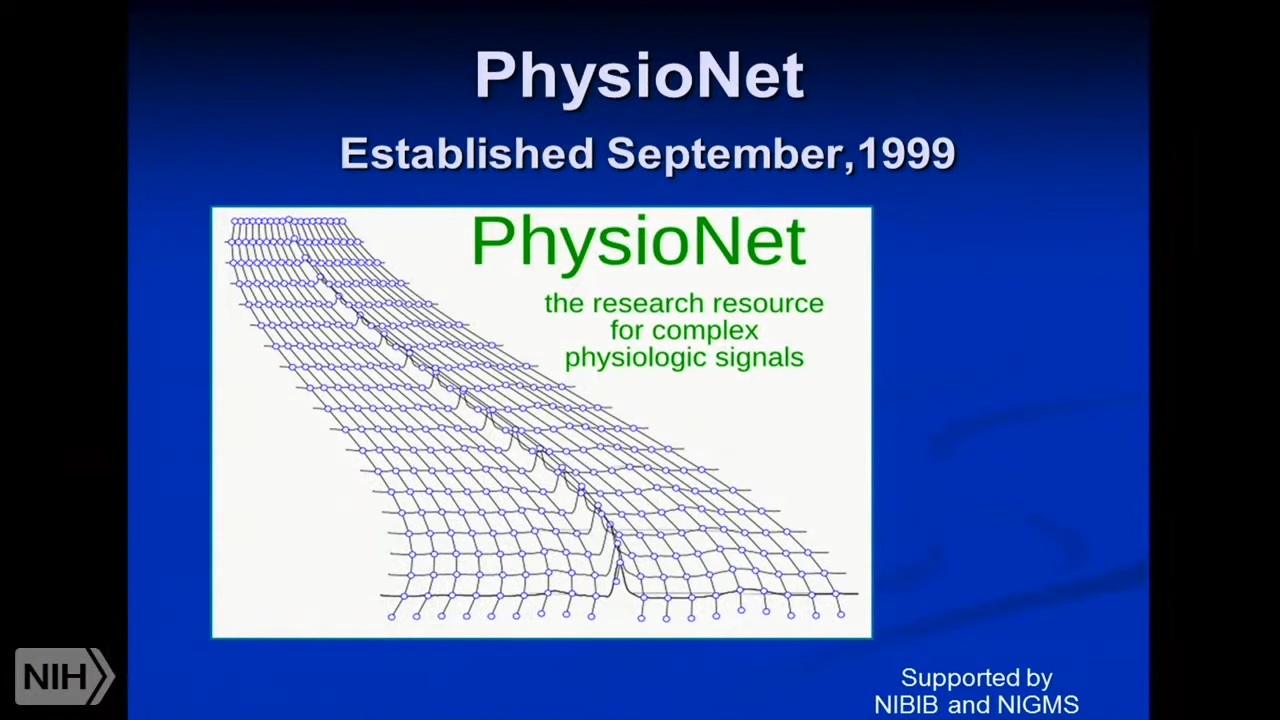 PhysioNet
Established September,1999
PhysioNet
the research resource
for complex
physiologic signals
NIH
Supported by
NIBIB and NIGMS